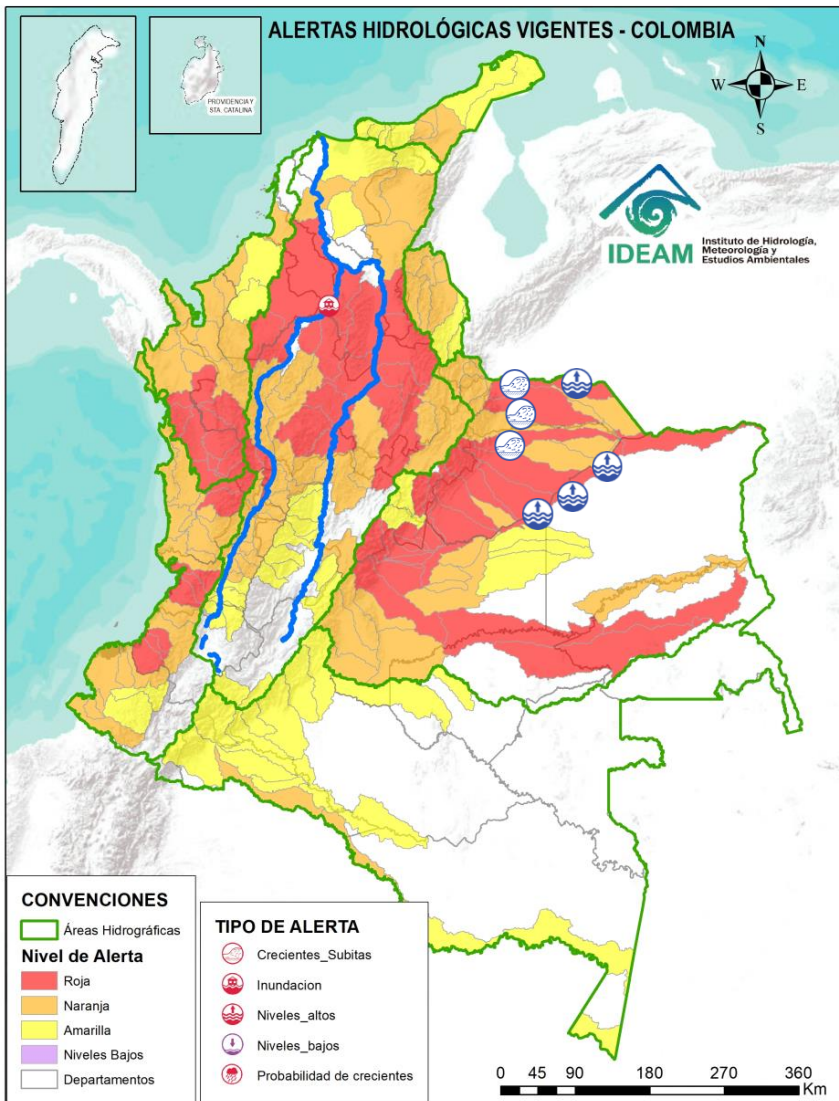 ALERTAS HIDROLÓGICAS VIGENTES - COLOMBIA
PROVIDENCIA Y
STA. CATALINA
N
W
E
S
IDEAM
Instituto de Hidrología,
Meteorología y
Estudios Ambientales
CONVENCIONES
Áreas Hidrográficas
Nivel de Alerta
Roja
Naranja
Amarilla
Niveles Bajos
Departamentos
TIPO DE ALERTA
Crecientes_Subitas
Inundacion
Niveles_altos
Niveles_bajos
Probabilidad de crecientes
0 45 90 180 270 360
Km